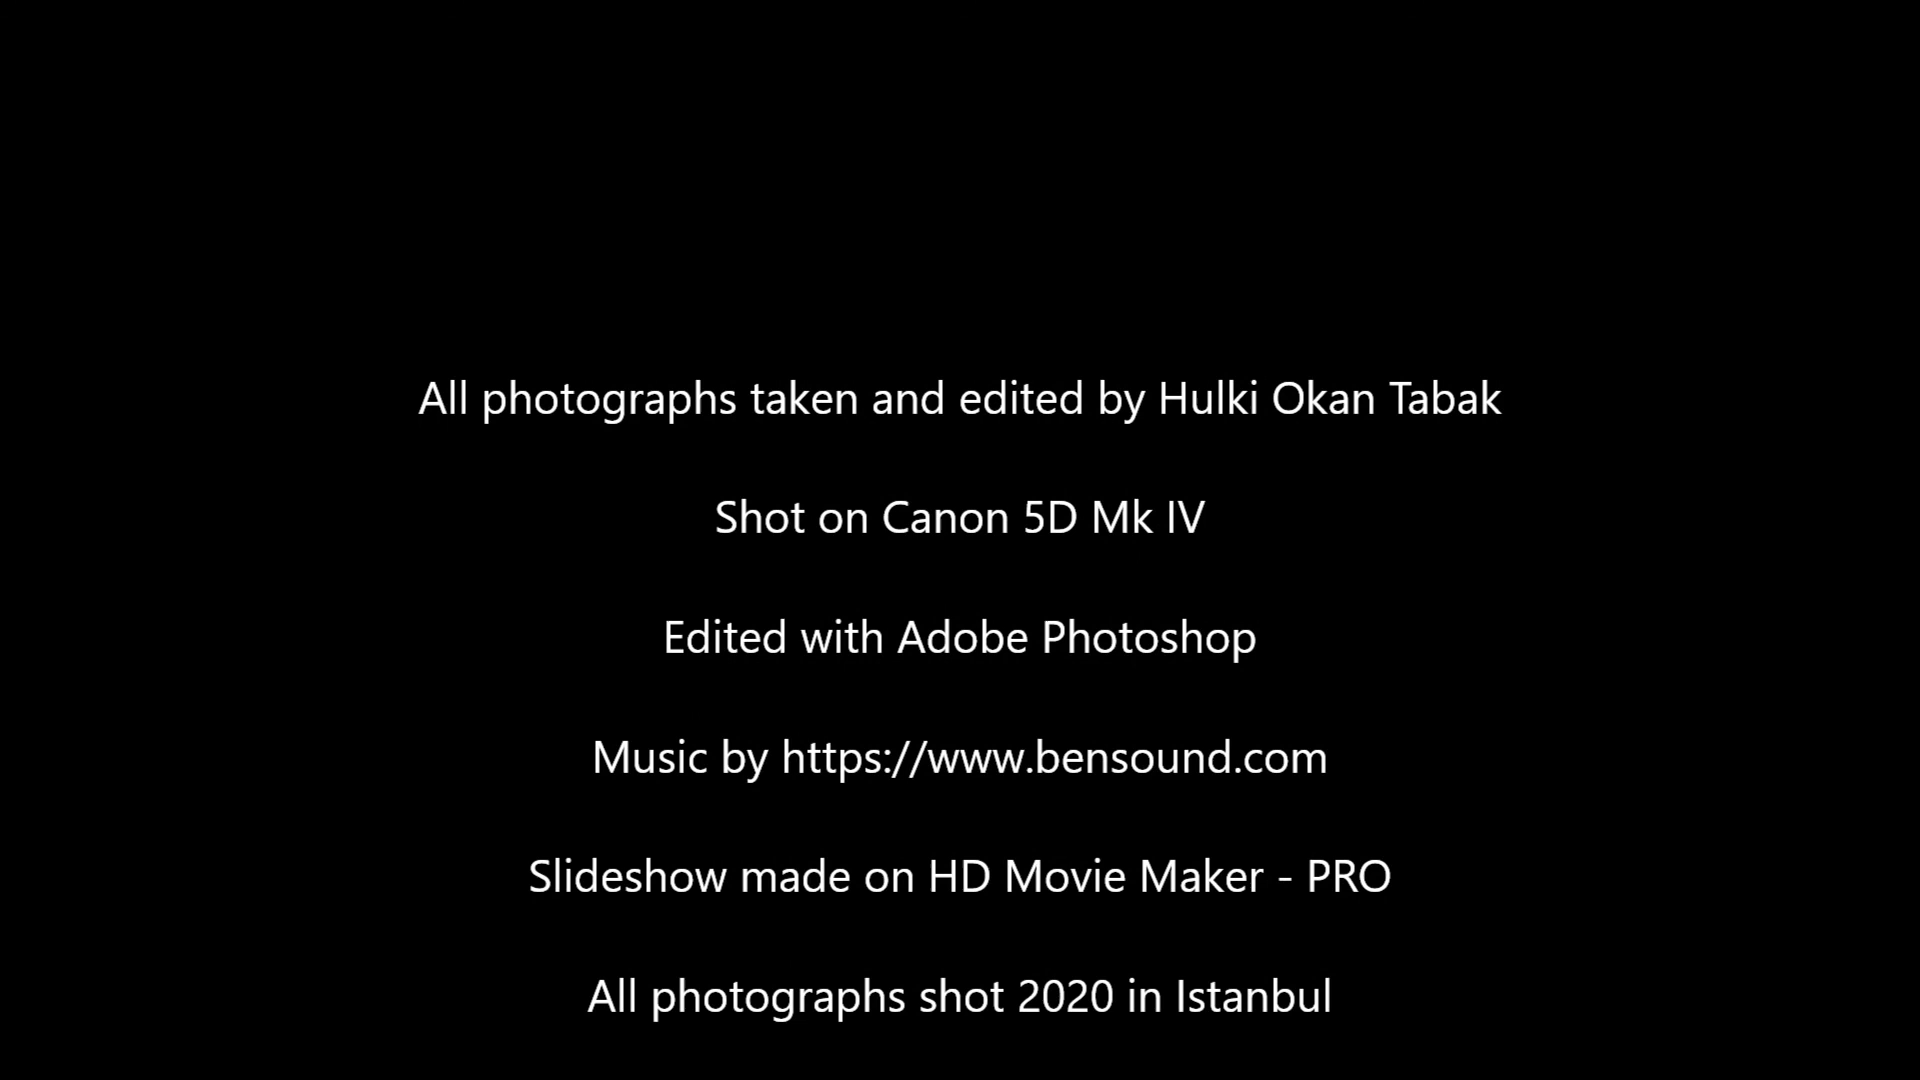 All photographs taken and edited by Hulki Okan Tabak
Shot on Canon 5D Mk IV
Edited with Adobe Photoshop
Music by https://www.bensound.com
Slideshow made on HD Movie Maker - PRO
All photographs shot 2020 in Istanbul